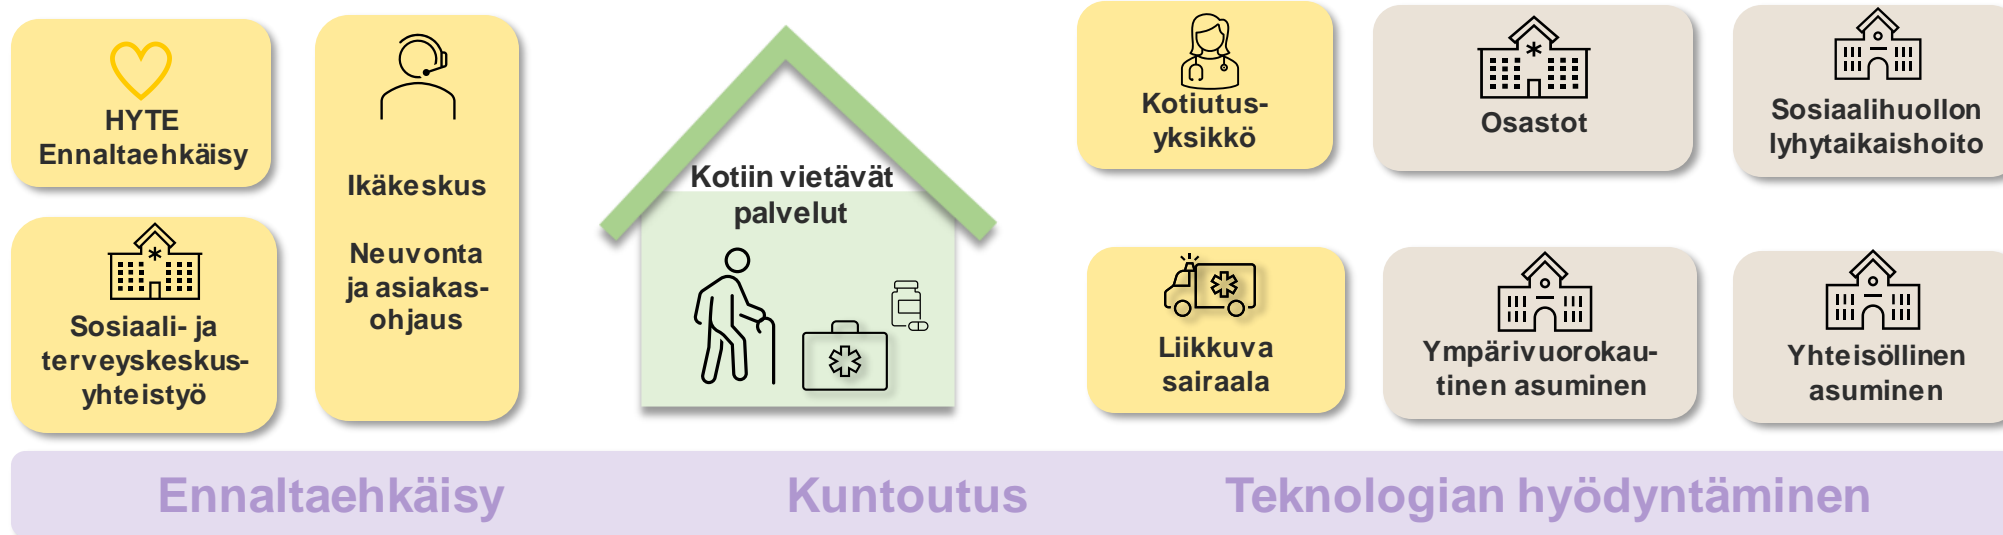 HYTE
Ennaltaehkäisy
Sosiaali- ja
terveyskeskus-
yhteistyö
Ikäkeskus
Neuvonta
ja asiakas-
ohjaus
Kotiin vietävät
palvelut
Kotiutus-
yksikkö
Osastot
Sosiaalihuollon
lyhytaikaishoito
Liikkuva
sairaala
Ympärivuorokau-
tinen asuminen
Yhteisöllinen
asuminen
Ennaltaehkäisy
Kuntoutus
Teknologian hyödyntäminen